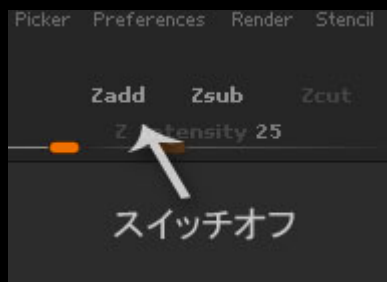 Picker Preferences Render Stencil
Zadd Zsub Zcut
Z Intensity 25
スイッチオフ